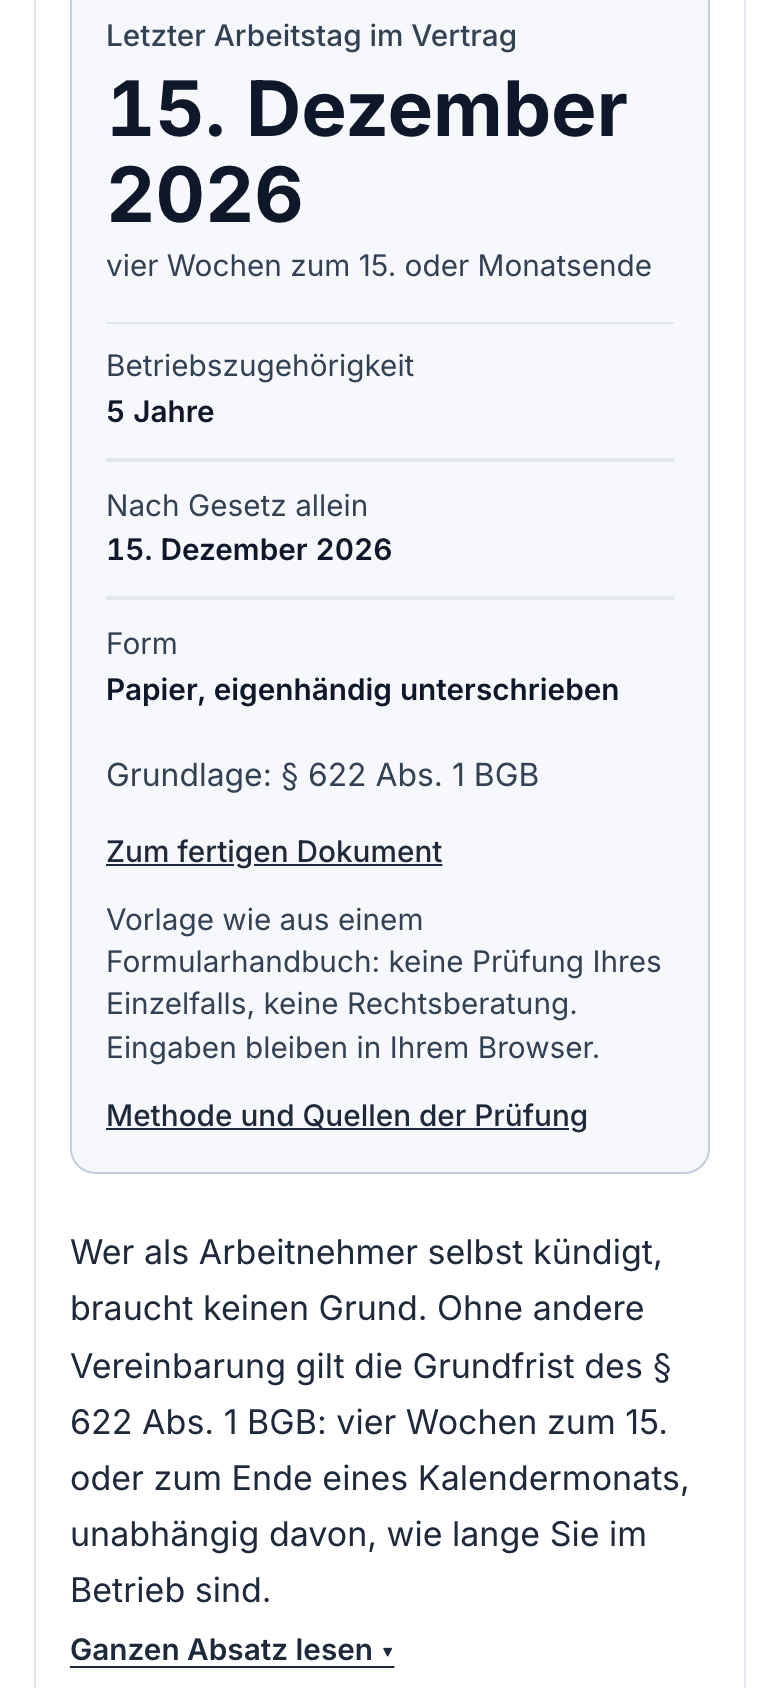 Letzter Arbeitstag im Vertrag
15. Dezember
2026
vier Wochen zum 15. oder Monatsende
Betriebszugehörigkeit
5 Jahre
Nach Gesetz allein
15. Dezember 2026
Form
Papier, eigenhändig unterschrieben
Grundlage: § 622 Abs. 1 BGB
Zum fertigen Dokument
Vorlage wie aus einem
Formularhandbuch: keine Prüfung Ihres
Einzelfalls, keine Rechtsberatung.
Eingaben bleiben in Ihrem Browser.
Methode und Quellen der Prüfung
Wer als Arbeitnehmer selbst kündigt,
braucht keinen Grund. Ohne andere
Vereinbarung gilt die Grundfrist des §
622 Abs. 1 BGB: vier Wochen zum 15.
oder zum Ende eines Kalendermonats,
unabhängig davon, wie lange Sie im
Betrieb sind.
Ganzen Absatz lesen ▾